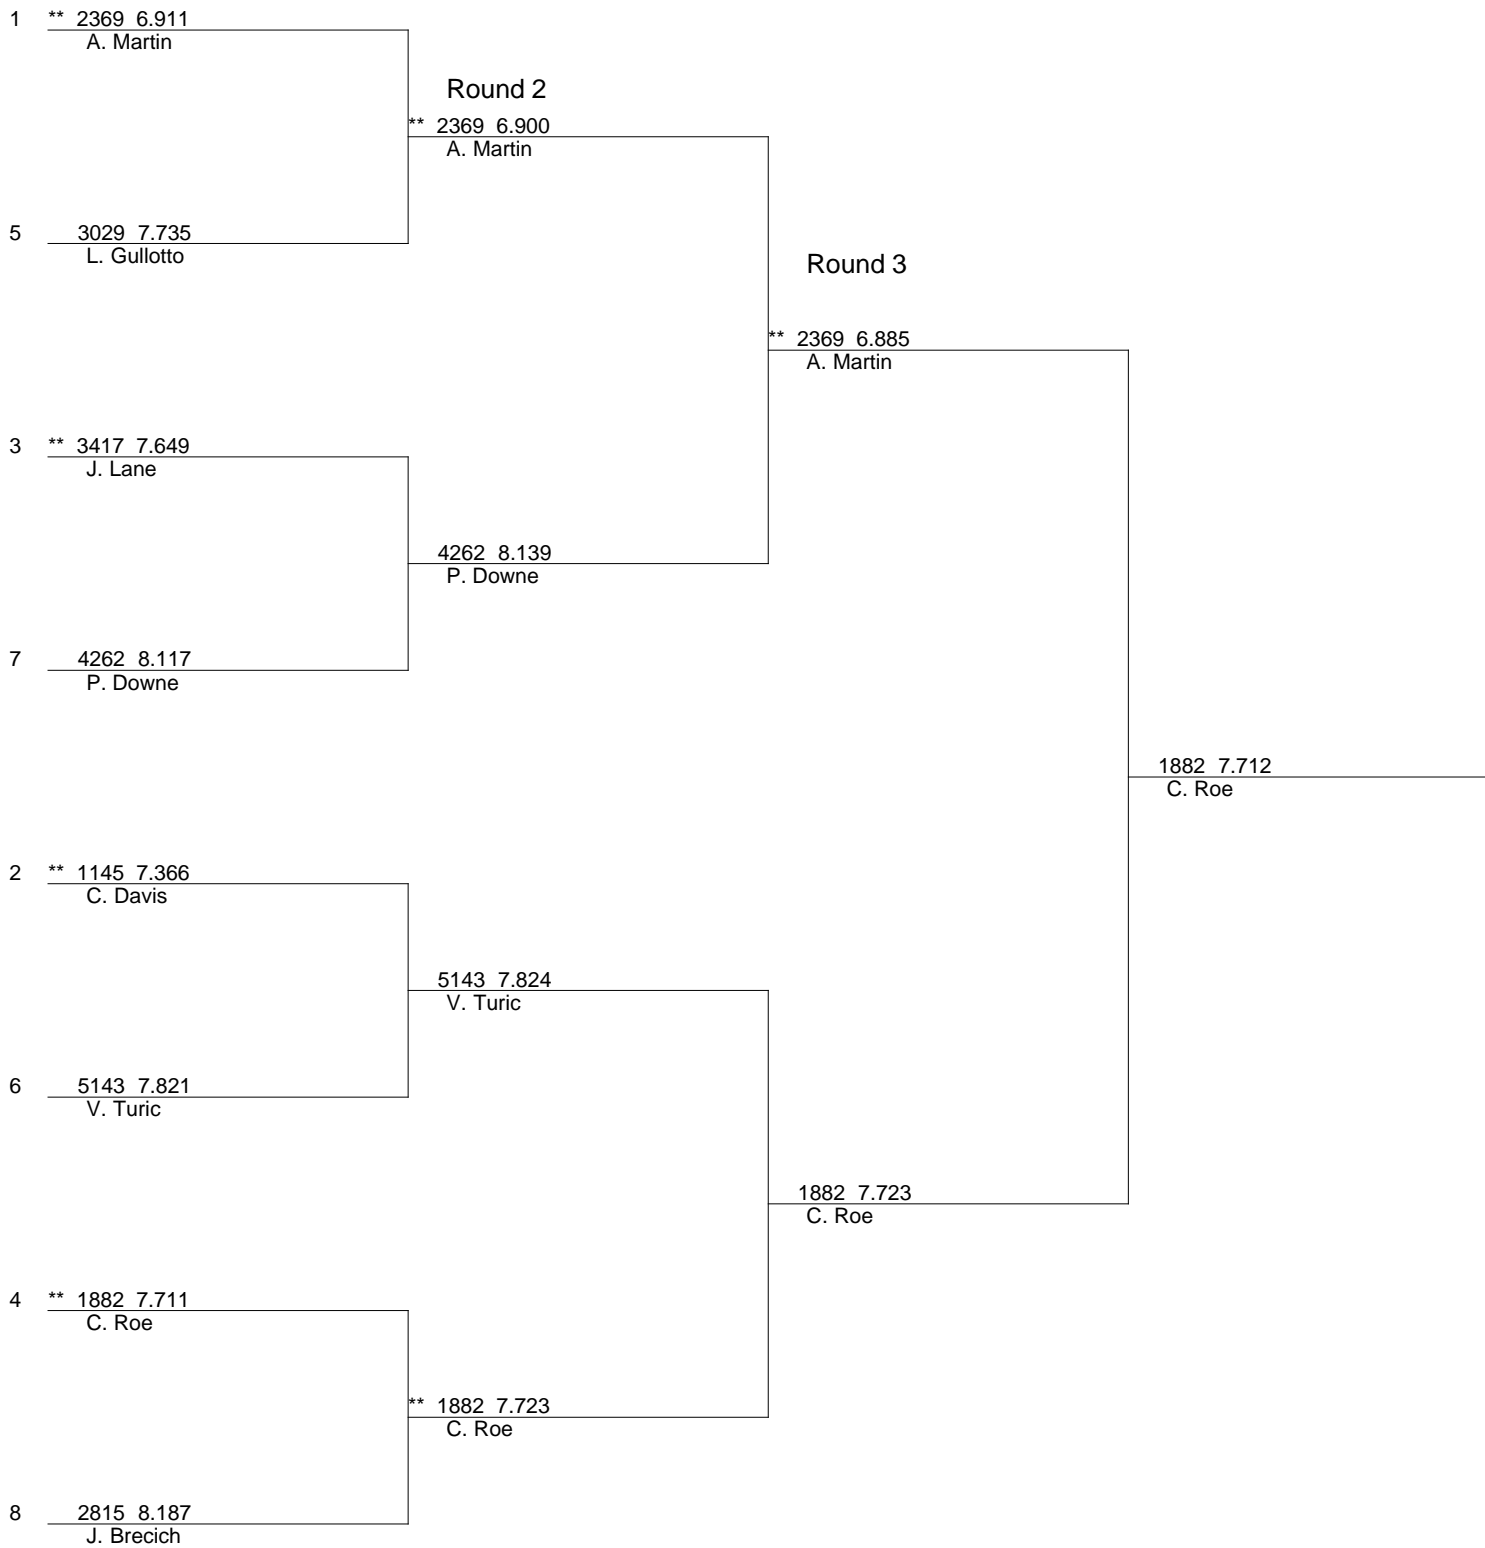 1 ** 2369 6.911
A. Martin
Round 2
** 2369 6.900
A. Martin
5 3029 7.735
L. Gullotto
Round 3
** 2369 6.885
A. Martin
3 ** 3417 7.649
J. Lane
4262 8.139
P. Downe
7 4262 8.117
P. Downe
1882 7.712
C. Roe
2 ** 1145 7.366
C. Davis
5143 7.824
V. Turic
6 5143 7.821
V. Turic
1882 7.723
C. Roe
4 ** 1882 7.711
C. Roe
** 1882 7.723
C. Roe
8 2815 8.187
J. Brecich